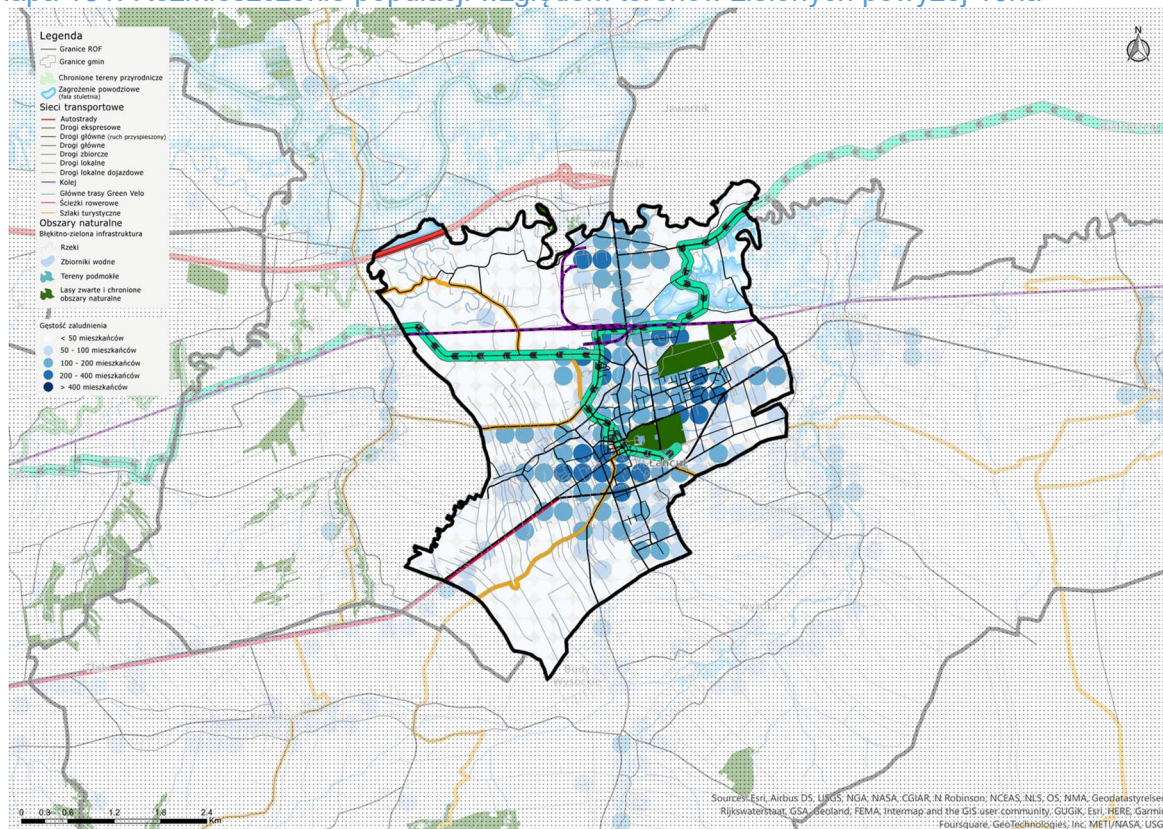 Legenda
Granice ROF
Granice gmin
Chronione tereny przyrodnicze
Zagrożenie powodziowe
(fala stuletnia)
Sieci transportowe
Autostrady
Drogi ekspresowe
Drogi główne (ruch przyspieszony)
Drogi główne
Drogi zbiorcze
Drogi lokalne
Drogi lokalne dojazdowe
Kolej
Główne trasy Green Velo
Ścieżki rowerowe
Szlaki turystyczne
Obszary naturalne
Błękitno-zielona infrastruktura
Rzeki
Zbiorniki wodne
Tereny podmokłe
Lasy zwarte i chronione
obszary naturalne
Gęstość zaludnienia
< 50 mieszkańców
50 - 100 mieszkańców
100 - 200 mieszkańców
200 - 400 mieszkańców
> 400 mieszkańców
N
Jawornik
Budy
Wysockie
0 0.3 0.6 1.2 1.8 2.4
Km
Sources: Esri, Airbus DS, USGS, NGA, NASA, CGIAR, N Robinson, NCEAS, NLS, OS, NMA, Geodatastyrelsen
Rijkswaterstaat, GSA, Geoland, FEMA, Intermap and the GIS user community, GUGiK, Esri, HERE, Garmin
Foursquare, GeoTechnologies, Inc, METI/NASA, USG